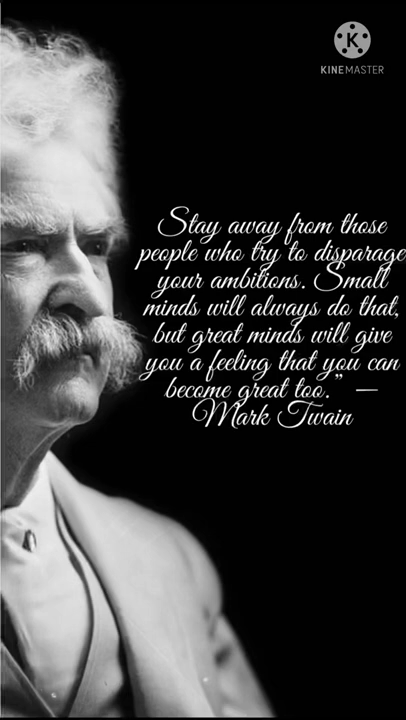 KINEMASTER
Stay away from those
people who try to disparage
your ambitions. Small
minds will always do that,
but great minds will give
you a feeling that you can
become great too.” —
Mark Twain